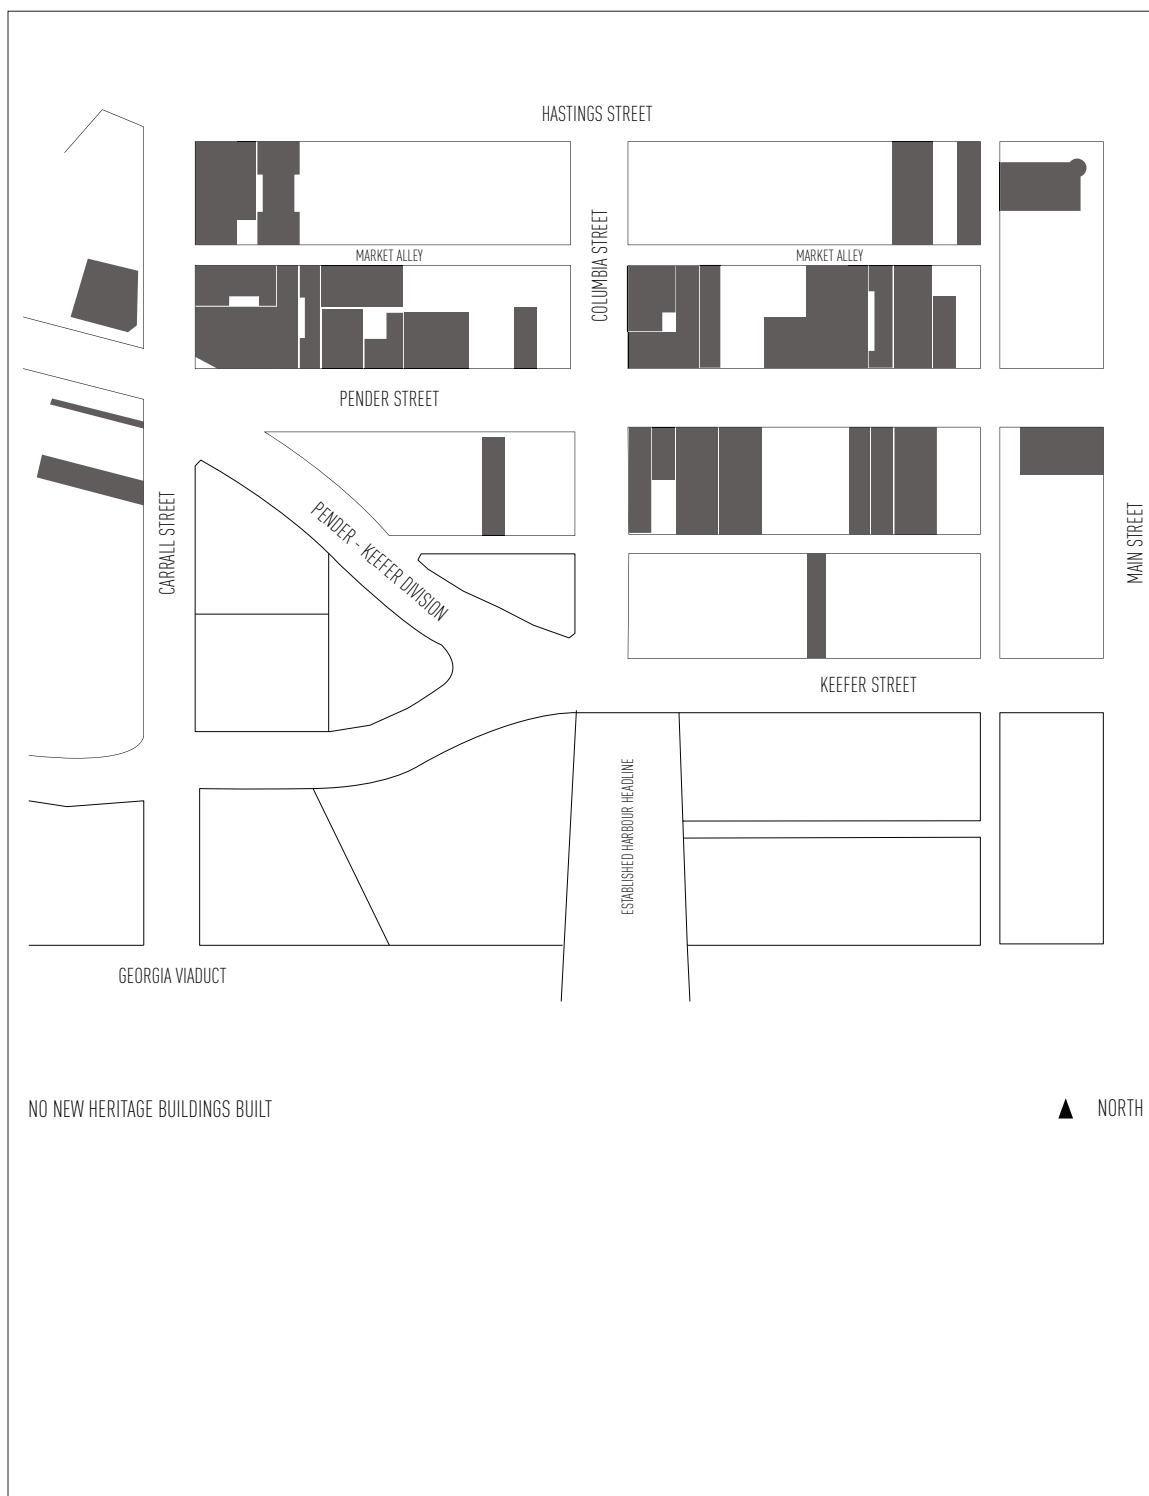 HASTINGS STREET
COLUMBIA STREET
MARKET ALLEY
MARKET ALLEY
PENDER STREET
CARRALL STREET
PENDER - KEEFER DIVISION
MAIN STREET
KEEFER STREET
ESTABLISHED HARBOUR HEADLINE
GEORGIA VIADUCT
NO NEW HERITAGE BUILDINGS BUILT
NORTH